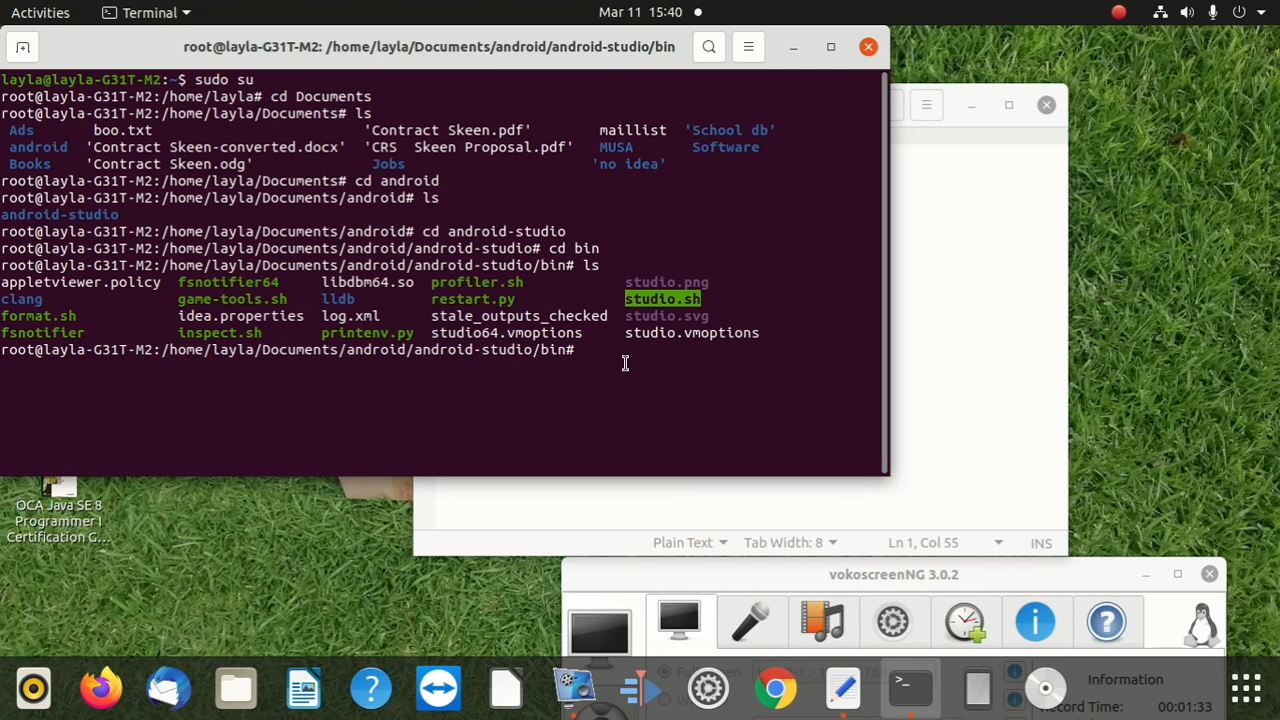 Activities Terminal Mar 11 15:40
root@layla-G31T-M2: /home/layla/Documents/android/android-studio/bin
layla@layla-G31T-M2:~$ sudo su
root@layla-G31T-M2:/home/layla# cd Documents
root@layla-G31T-M2:/home/layla/Documents# ls
Ads boo.txt 'Contract Skeen.pdf' maillist 'School db'
android 'Contract Skeen-converted.docx' 'CRS  Skeen Proposal.pdf' MUSA Software
Books 'Contract Skeen.odg' Jobs 'no idea'
root@layla-G31T-M2:/home/layla/Documents# cd android
root@layla-G31T-M2:/home/layla/Documents/android# ls
android-studio
root@layla-G31T-M2:/home/layla/Documents/android# cd android-studio
root@layla-G31T-M2:/home/layla/Documents/android/android-studio# cd bin
root@layla-G31T-M2:/home/layla/Documents/android/android-studio/bin# ls
appletviewer.policy fsnotifier64 libdbm64.so profiler.sh studio.png
clang game-tools.sh lldb restart.py studio.sh
format.sh idea.properties log.xml stale_outputs_checked studio.svg
fsnotifier inspect.sh printenv.py studio64.vmoptions studio.vmoptions
root@layla-G31T-M2:/home/layla/Documents/android/android-studio/bin#
OCA Java SE 8
Programmer I
Certification G...
Plain Text Tab Width: 8 Ln 1, Col 55 INS
vokoscreenNG 3.0.2
Information
Record Time: 00:01:33